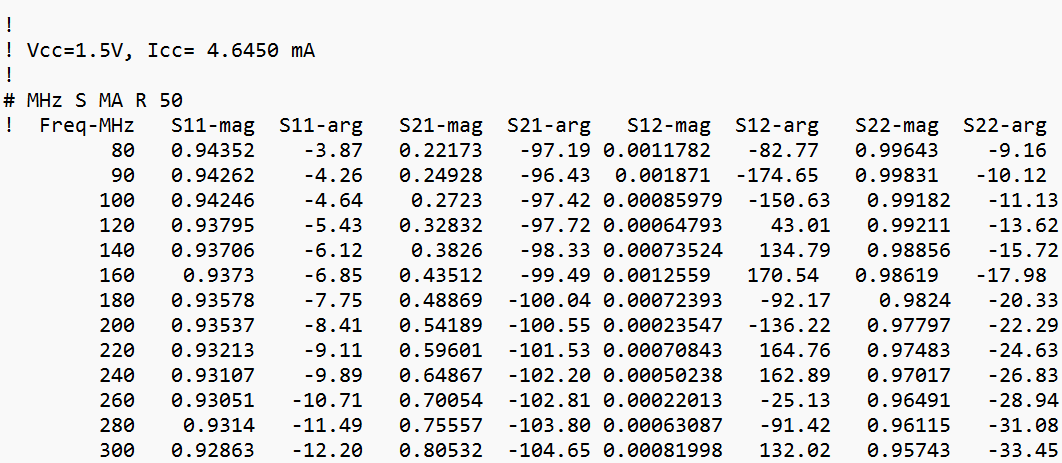 !
! Vcc=1.5V, Icc= 4.6450 mA
!
# MHz S MA R 50
! Freq-MHz S11-mag S11-arg S21-mag S21-arg S12-mag S12-arg S22-mag S22-arg
80 0.94352 -3.87 0.22173 -97.19 0.0011782 -82.77 0.99643 -9.16
90 0.94262 -4.26 0.24928 -96.43 0.001871 -174.65 0.99831 -10.12
100 0.94246 -4.64 0.2723 -97.42 0.00085979 -150.63 0.99182 -11.13
120 0.93795 -5.43 0.32832 -97.72 0.00064793 43.01 0.99211 -13.62
140 0.93706 -6.12 0.3826 -98.33 0.00073524 134.79 0.98856 -15.72
160 0.9373 -6.85 0.43512 -99.49 0.0012559 170.54 0.98619 -17.98
180 0.93578 -7.75 0.48869 -100.04 0.00072393 -92.17 0.9824 -20.33
200 0.93537 -8.41 0.54189 -100.55 0.00023547 -136.22 0.97797 -22.29
220 0.93213 -9.11 0.59601 -101.53 0.00070843 164.76 0.97483 -24.63
240 0.93107 -9.89 0.64867 -102.20 0.00050238 162.89 0.97017 -26.83
260 0.93051 -10.71 0.70054 -102.81 0.00022013 -25.13 0.96491 -28.94
280 0.9314 -11.49 0.75557 -103.80 0.00063087 -91.42 0.96115 -31.08
300 0.92863 -12.20 0.80532 -104.65 0.00081998 132.02 0.95743 -33.45